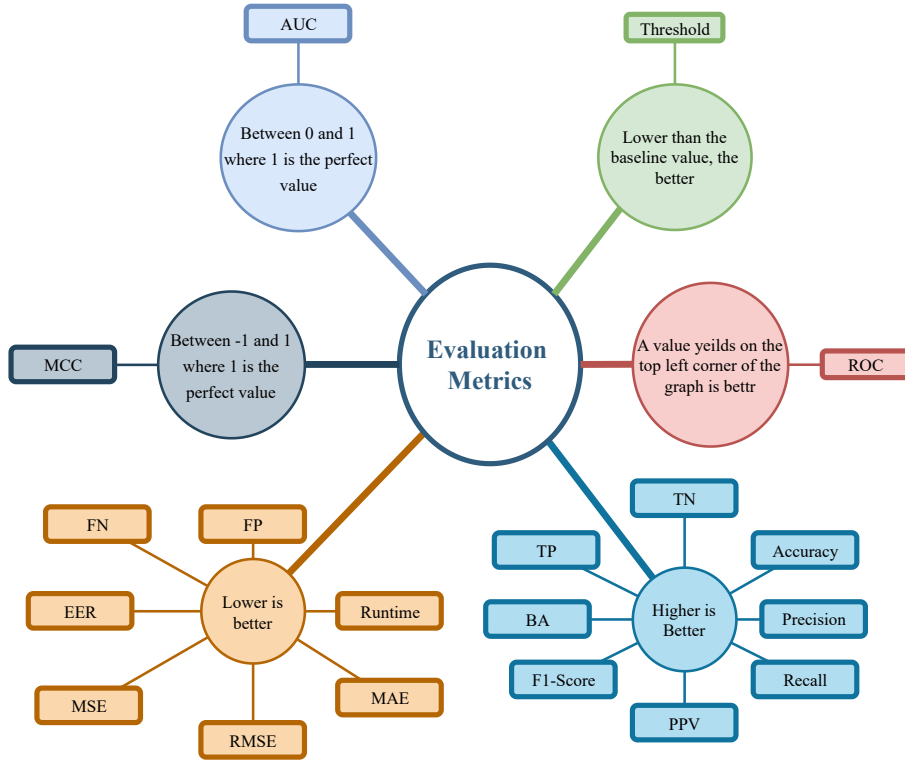 AUC
Threshold
Between 0 and 1
where 1 is the perfect
value
Lower than the
baseline value, the
better
MCC
Between -1 and 1
where 1 is the
perfect value
Evaluation
Metrics
A value yeilds on the
top left corner of the
graph is bettr
ROC
FN
FP
EER
Lower is
better
Runtime
MSE
MAE
RMSE
TN
TP
Accuracy
BA
Higher is
Better
Precision
F1-Score
Recall
PPV